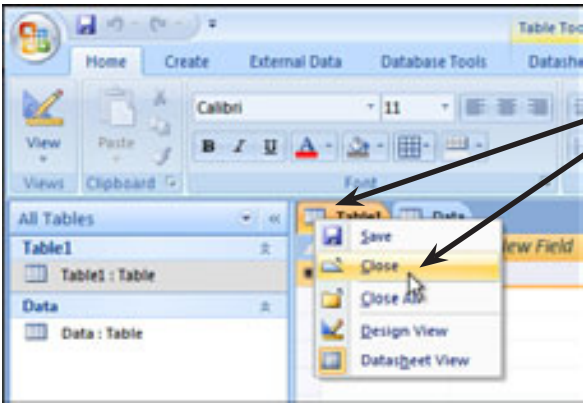 Table Too
Home Create External Data Database Tools Datashe
Calibri 11
View Paste B I U A
Views Clipboard Font
All Tables Table1 Data
Table1 Save ew Field
Table1 : Table Close
Data Close All
Data : Table Design View
Datasheet View